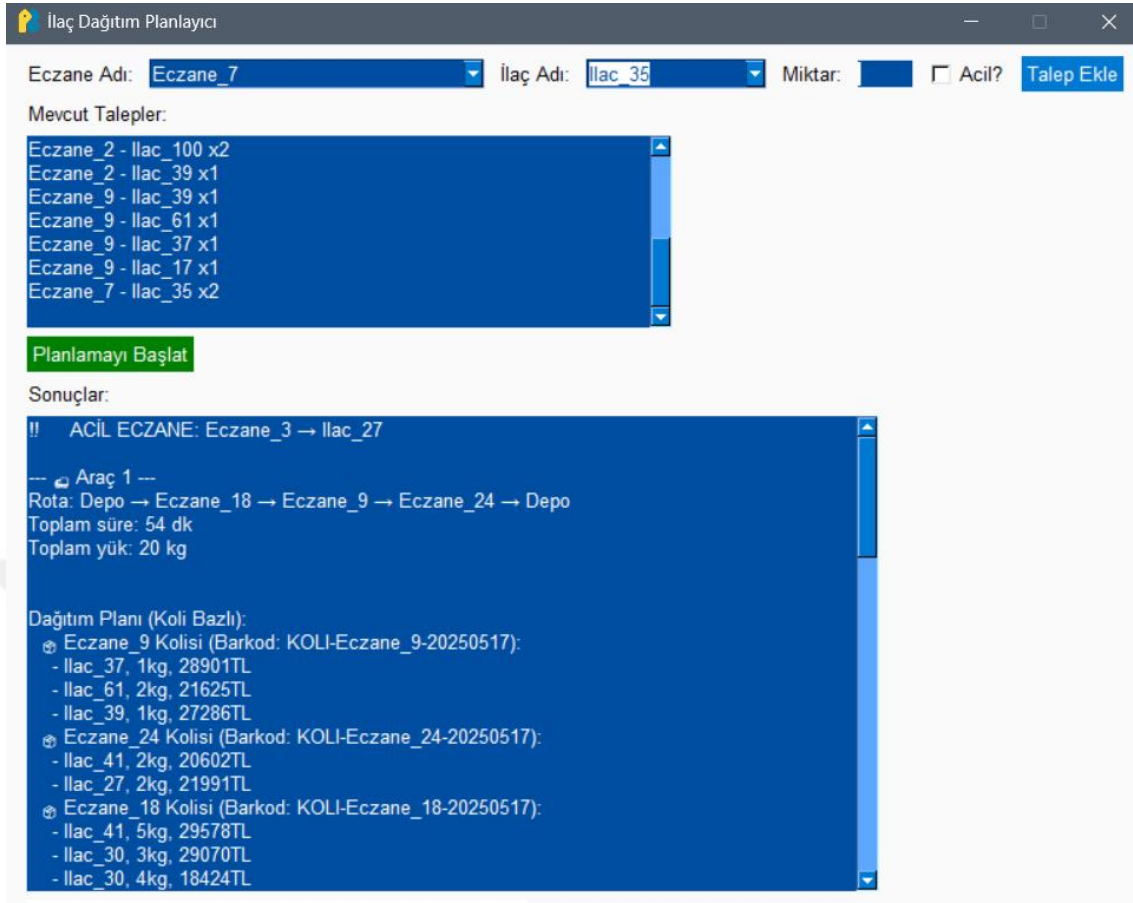 İlaç Dağıtım Planlayıcı
Eczane Adı: Eczane_7 İlaç Adı: Ilac_35 Miktar: Acil? Talep Ekle
Mevcut Talepler:
Eczane_2 - Ilac_100 x2
Eczane_2 - Ilac_39 x1
Eczane_9 - Ilac_39 x1
Eczane_9 - Ilac_61 x1
Eczane_9 - Ilac_37 x1
Eczane_9 - Ilac_17 x1
Eczane_7 - Ilac_35 x2
Planlamayı Başlat
Sonuçlar:
!! ACİL ECZANE: Eczane_3 → Ilac_27
--- Araç 1 ---
Rota: Depo → Eczane_18 → Eczane_9 → Eczane_24 → Depo
Toplam süre: 54 dk
Toplam yük: 20 kg
Dağıtım Planı (Koli Bazlı):
Eczane_9 Kolisi (Barkod: KOLI-Eczane_9-20250517):
- Ilac_37, 1kg, 28901TL
- Ilac_61, 2kg, 21625TL
- Ilac_39, 1kg, 27286TL
Eczane_24 Kolisi (Barkod: KOLI-Eczane_24-20250517):
- Ilac_41, 2kg, 20602TL
- Ilac_27, 2kg, 21991TL
Eczane_18 Kolisi (Barkod: KOLI-Eczane_18-20250517):
- Ilac_41, 5kg, 29578TL
- Ilac_30, 3kg, 29070TL
- Ilac_30, 4kg, 18424TL